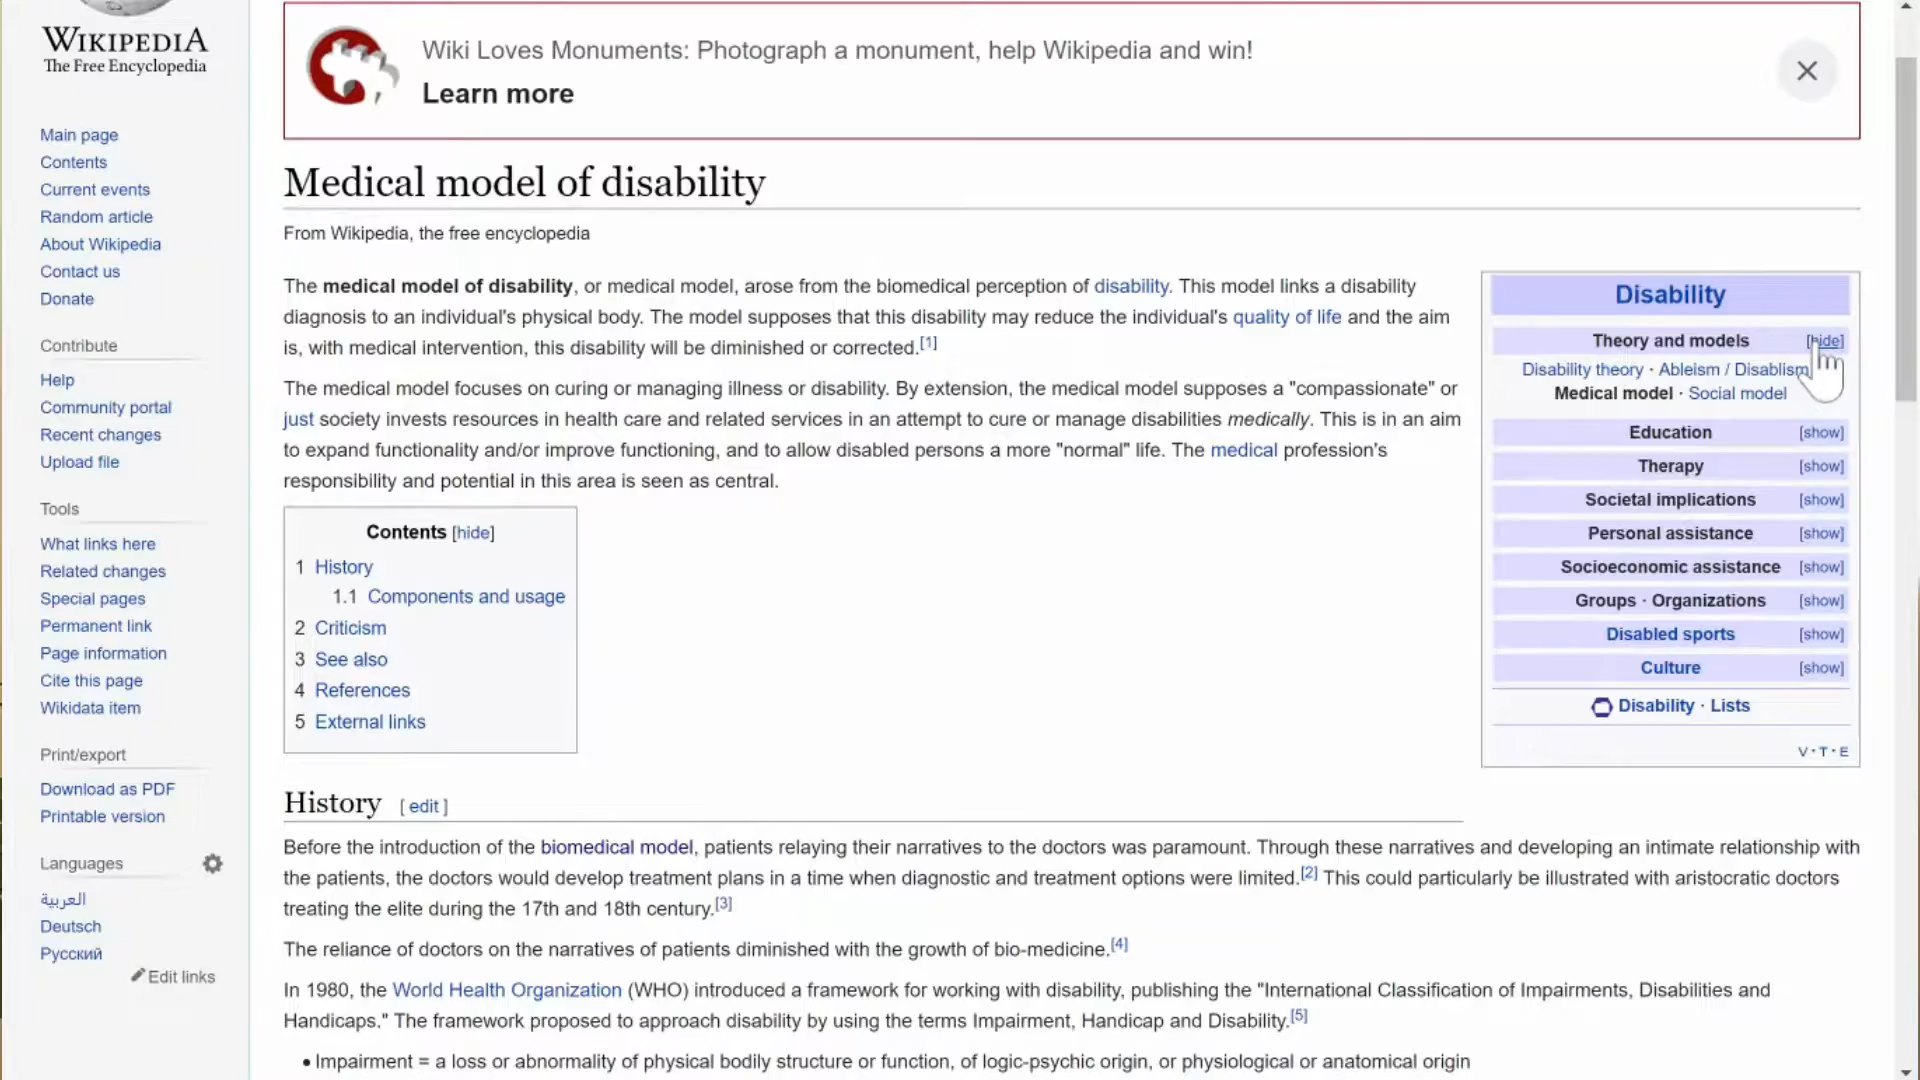 WIKIPEDIA
The Free Encyclopedia
Main page
Contents
Current events
Random article
About Wikipedia
Contact us
Donate
Contribute
Help
Community portal
Recent changes
Upload file
Tools
What links here
Related changes
Special pages
Permanent link
Page information
Cite this page
Wikidata item
Print/export
Download as PDF
Printable version
Languages
العربية
Deutsch
Русский
Edit links
Wiki Loves Monuments: Photograph a monument, help Wikipedia and win!
Learn more
Medical model of disability
From Wikipedia, the free encyclopedia
The medical model of disability, or medical model, arose from the biomedical perception of disability. This model links a disability
diagnosis to an individual's physical body. The model supposes that this disability may reduce the individual's quality of life and the aim
is, with medical intervention, this disability will be diminished or corrected.[1]
The medical model focuses on curing or managing illness or disability. By extension, the medical model supposes a "compassionate" or
just society invests resources in health care and related services in an attempt to cure or manage disabilities medically. This is in an aim
to expand functionality and/or improve functioning, and to allow disabled persons a more "normal" life. The medical profession's
responsibility and potential in this area is seen as central.
Contents [hide]
1 History
1.1 Components and usage
2 Criticism
3 See also
4 References
5 External links
Disability
Theory and models [hide]
Disability theory · Ableism / Disablism
Medical model · Social model
Education [show]
Therapy [show]
Societal implications [show]
Personal assistance [show]
Socioeconomic assistance [show]
Groups · Organizations [show]
Disabled sports [show]
Culture [show]
Disability · Lists
V · T · E
History [ edit ]
Before the introduction of the biomedical model, patients relaying their narratives to the doctors was paramount. Through these narratives and developing an intimate relationship with
the patients, the doctors would develop treatment plans in a time when diagnostic and treatment options were limited.[2] This could particularly be illustrated with aristocratic doctors
treating the elite during the 17th and 18th century.[3]
The reliance of doctors on the narratives of patients diminished with the growth of bio-medicine.[4]
In 1980, the World Health Organization (WHO) introduced a framework for working with disability, publishing the "International Classification of Impairments, Disabilities and
Handicaps." The framework proposed to approach disability by using the terms Impairment, Handicap and Disability.[5]
• Impairment = a loss or abnormality of physical bodily structure or function, of logic-psychic origin, or physiological or anatomical origin